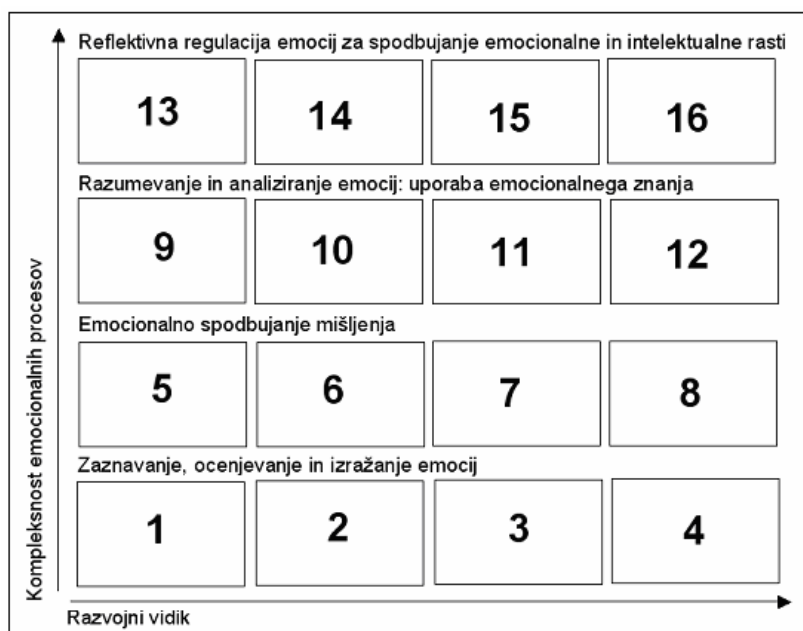 Reflektivna regulacija emocij za spodbujanje emocionalne in intelektualne rasti
13 14 15 16
Razumevanje in analiziranje emocij: uporaba emocionalnega znanja
9 10 11 12
Emocionalno spodbujanje mišljenja
5 6 7 8
Zaznavanje, ocenjevanje in izražanje emocij
1 2 3 4
Kompleksnost emocionalnih procesov
Razvojni vidik